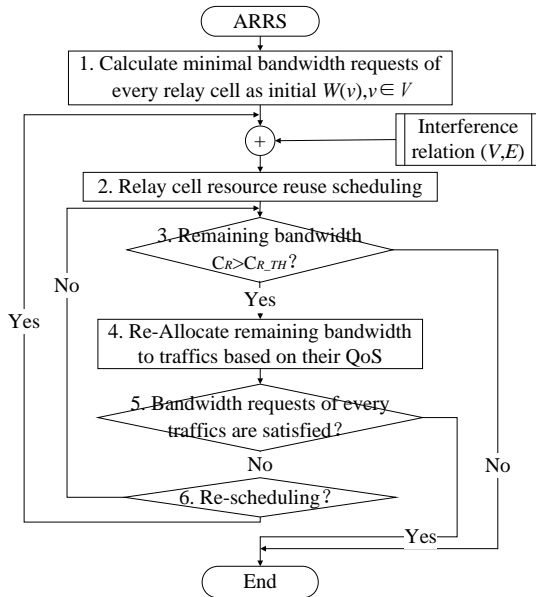 ARRS
1. Calculate minimal bandwidth requests of
every relay cell as initial W(v),v∈ V
+
Interference
relation (V,E)
2. Relay cell resource reuse scheduling
3. Remaining bandwidth
CR>CR_TH?
No
Yes
Yes
4. Re-Allocate remaining bandwidth
to traffics based on their QoS
5. Bandwidth requests of every
traffics are satisfied?
No
No
6. Re-scheduling?
Yes
End